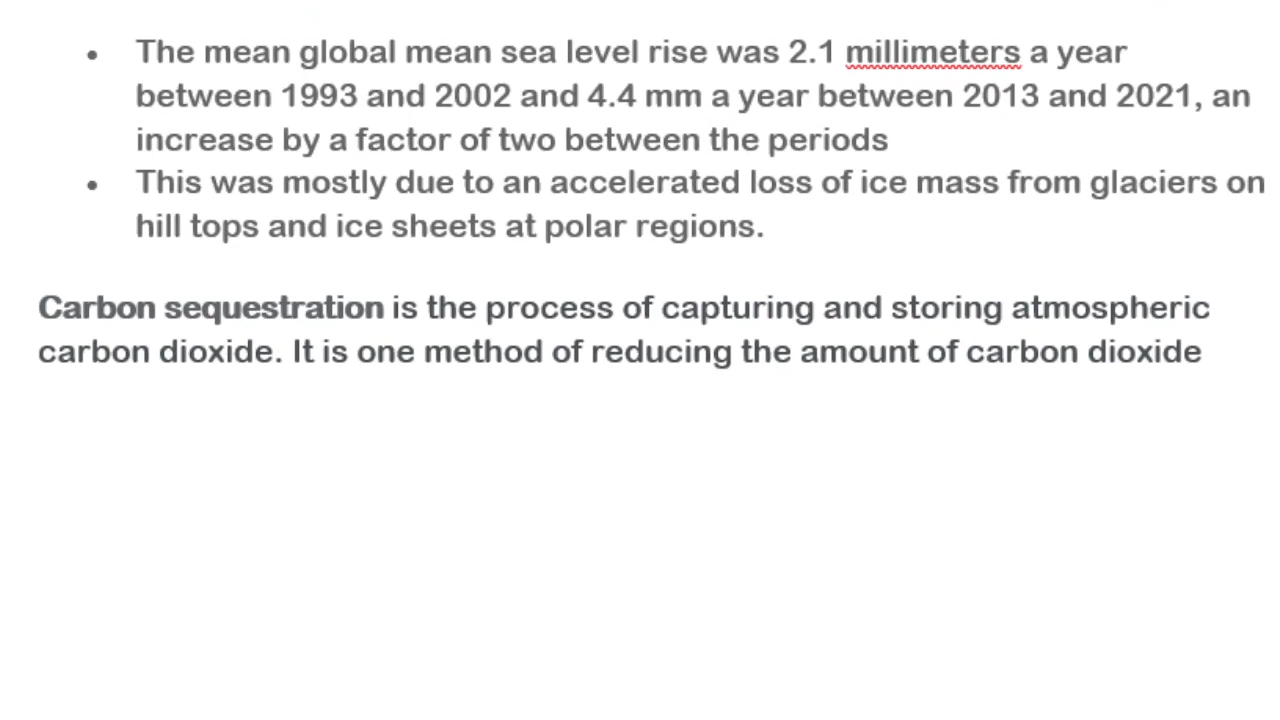 • The mean global mean sea level rise was 2.1 millimeters a year
between 1993 and 2002 and 4.4 mm a year between 2013 and 2021, an
increase by a factor of two between the periods
• This was mostly due to an accelerated loss of ice mass from glaciers on
hill tops and ice sheets at polar regions.
Carbon sequestration is the process of capturing and storing atmospheric
carbon dioxide. It is one method of reducing the amount of carbon dioxide